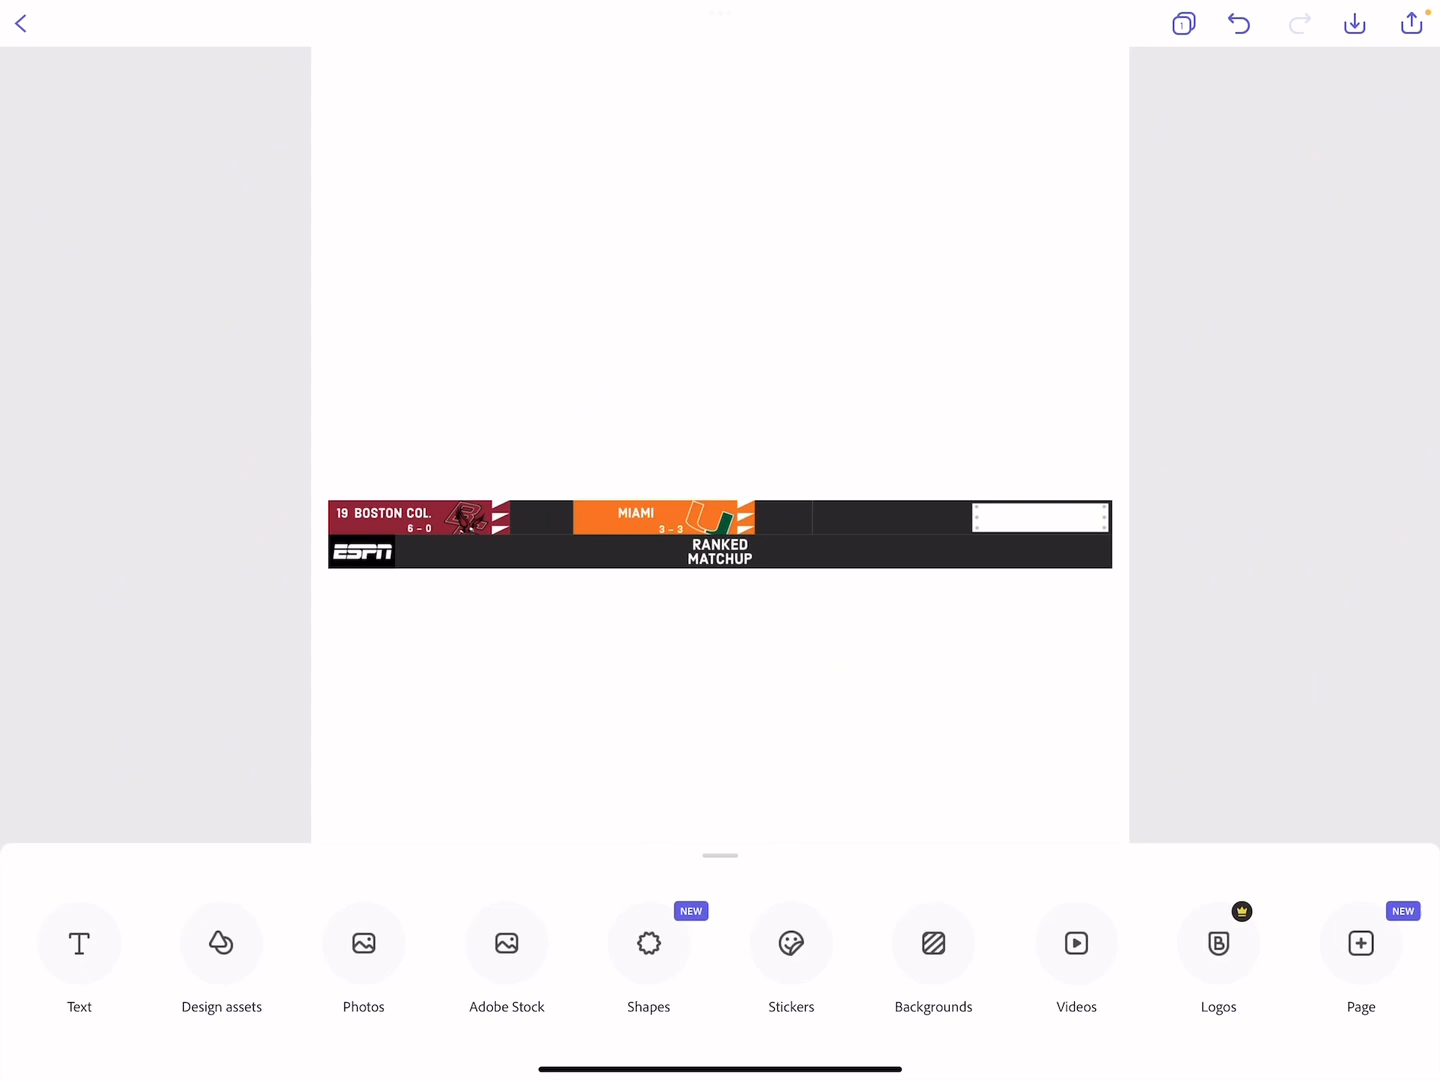 1
19 BOSTON COL.
6 – 0
MIAMI
3 – 3
ESPN
RANKED
MATCHUP
NEW
NEW
Text
Design assets
Photos
Adobe Stock
Shapes
Stickers
Backgrounds
Videos
Logos
Page